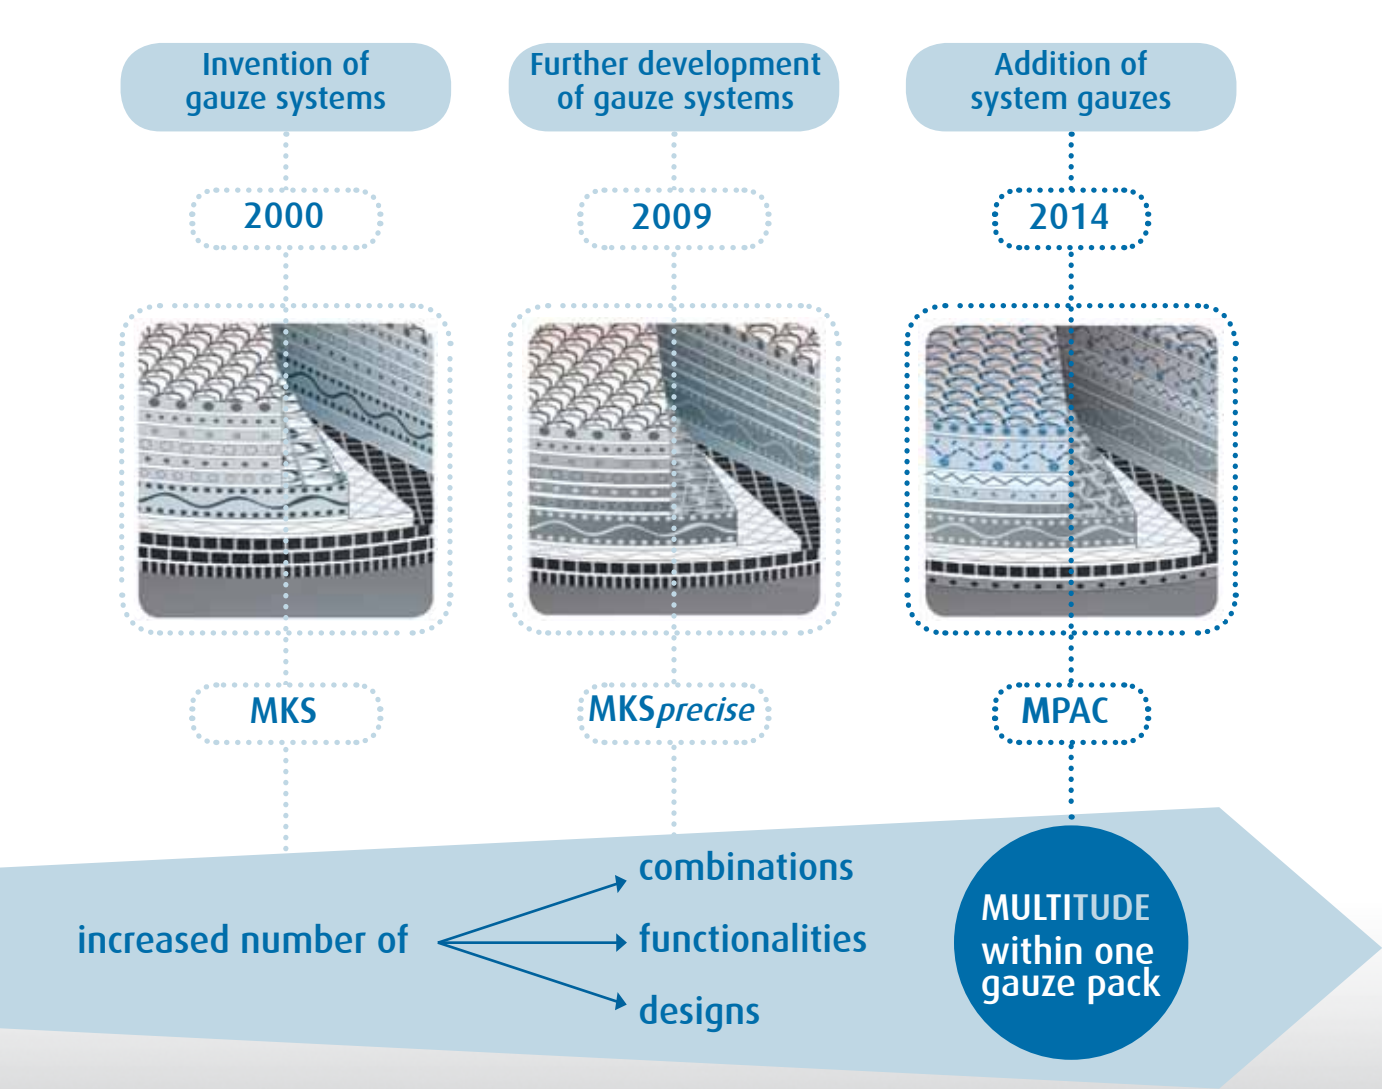 Invention of
gauze systems
Further development
of gauze systems
Addition of
system gauzes
2000
2009
2014
MKS
MKSprecise
MPAC
increased number of
combinations
functionalities
designs
MULTITUDE
within one
gauze pack